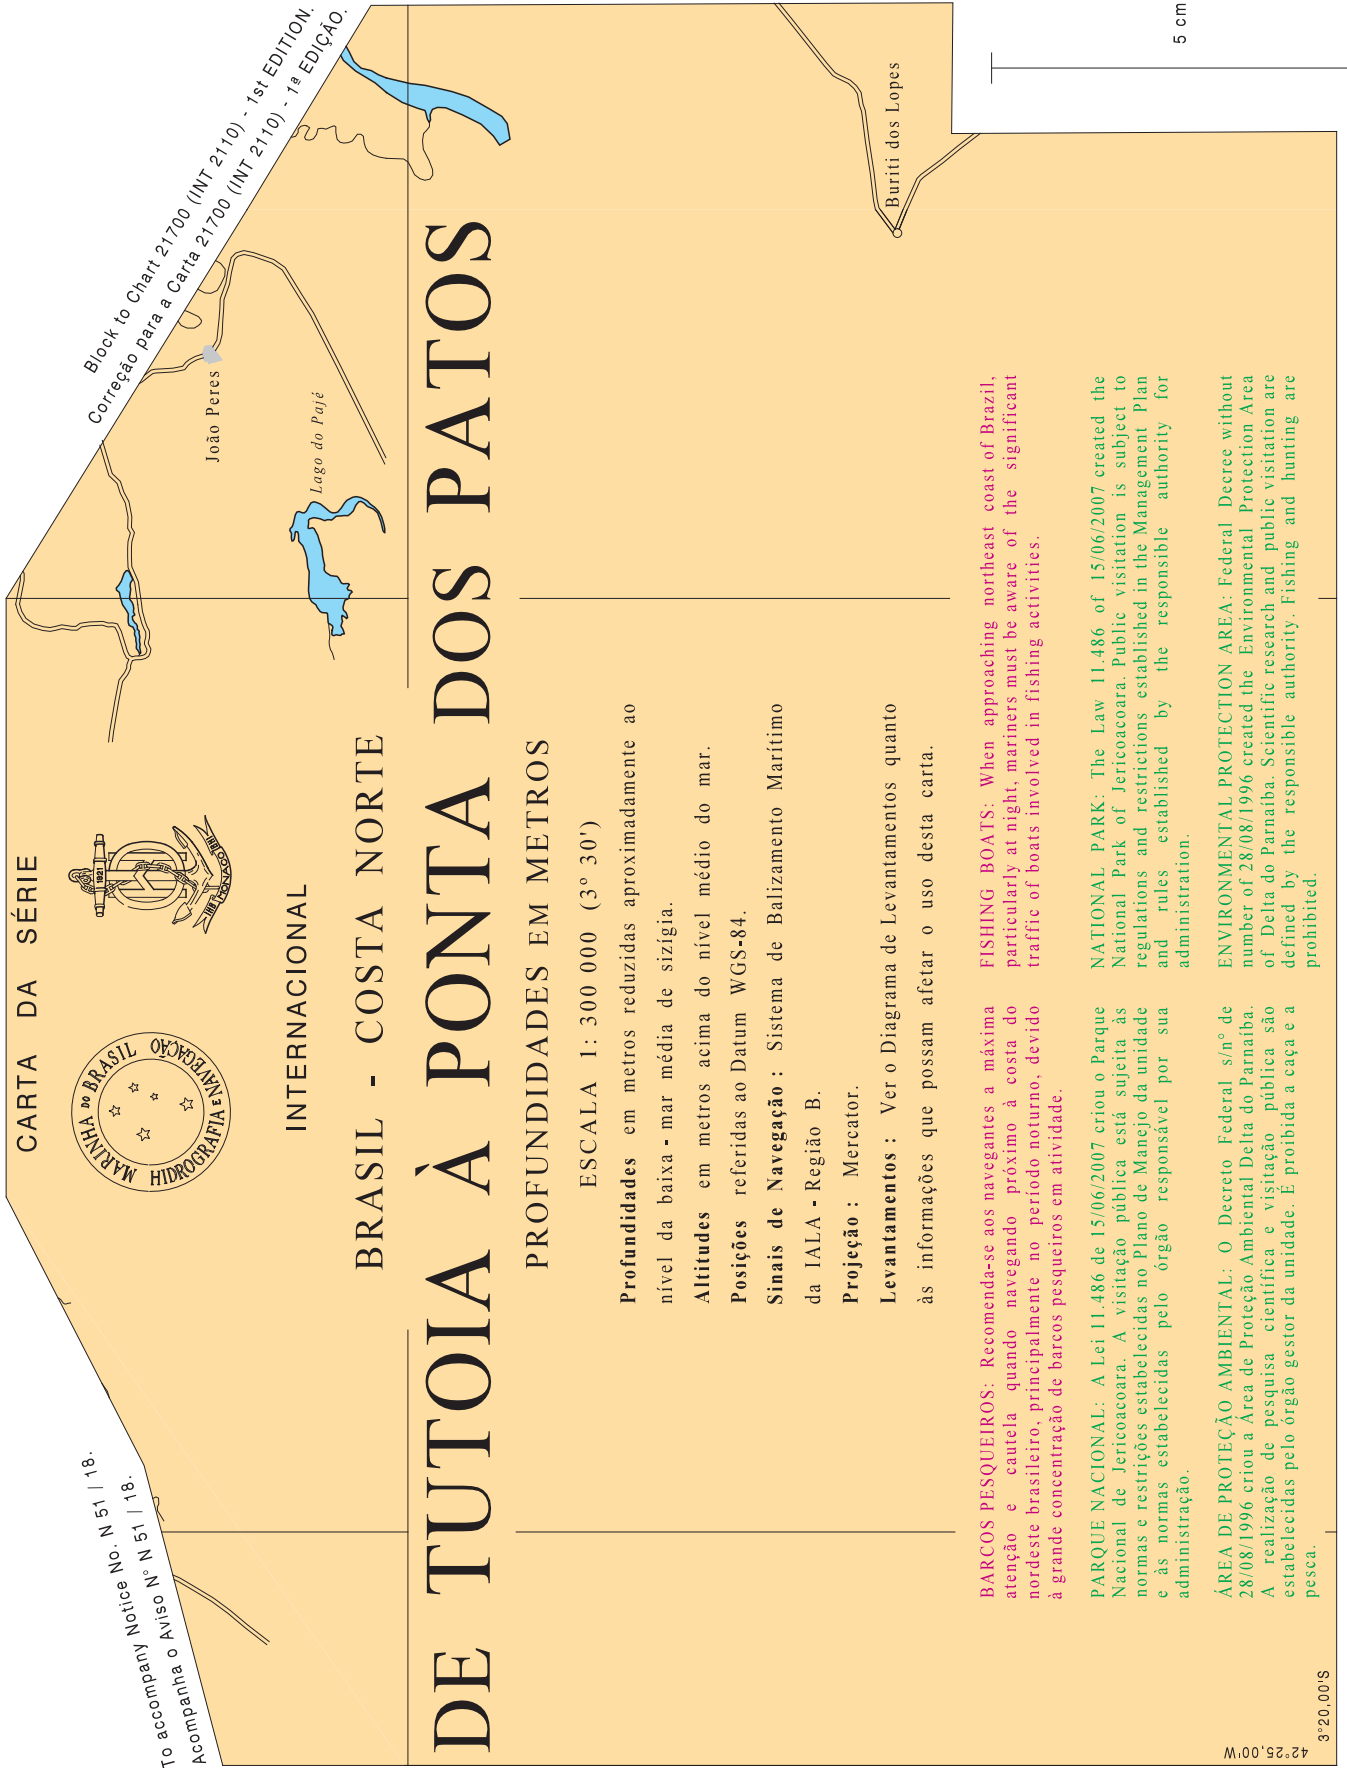 To accompany Notice No. N 51 / 18.
Acompanha o Aviso N° N 51 / 18.
Block to Chart 21700 (INT 2110) - 1st EDITION.
Correção para a Carta 21700 (INT 2110) - 1ª EDIÇÃO.
CARTA DA SÉRIE
MARINHA DO BRASIL
HIDROGRAFIA E NAVEGAÇÃO
1921
IHB MONACO BHI
INTERNACIONAL
João Peres
Lago do Pajé
BRASIL - COSTA NORTE
DE TUTOIA À PONTA DOS PATOS
PROFUNDIDADES EM METROS
ESCALA 1: 300 000 (3° 30')
Profundidades em metros reduzidas aproximadamente ao
nível da baixa - mar média de sizígia.
Altitudes em metros acima do nível médio do mar.
Posições referidas ao Datum WGS-84.
Sinais de Navegação : Sistema de Balizamento Marítimo
da IALA - Região B.
Projeção : Mercator.
Levantamentos : Ver o Diagrama de Levantamentos quanto
às informações que possam afetar o uso desta carta.
Buriti dos Lopes
BARCOS PESQUEIROS: Recomenda-se aos navegantes a máxima
atenção e cautela quando navegando próximo à costa do
nordeste brasileiro, principalmente no período noturno, devido
à grande concentração de barcos pesqueiros em atividade.
PARQUE NACIONAL: A Lei 11.486 de 15/06/2007 criou o Parque
Nacional de Jericoacoara. A visitação pública está sujeita às
normas e restrições estabelecidas no Plano de Manejo da unidade
e às normas estabelecidas pelo órgão responsável por sua
administração.
ÁREA DE PROTEÇÃO AMBIENTAL: O Decreto Federal s/n° de
28/08/1996 criou a Área de Proteção Ambiental Delta do Parnaíba.
A realização de pesquisa científica e visitação pública são
estabelecidas pelo órgão gestor da unidade. É proibida a caça e a
pesca.
FISHING BOATS: When approaching northeast coast of Brazil,
particularly at night, mariners must be aware of the significant
traffic of boats involved in fishing activities.
NATIONAL PARK: The Law 11.486 of 15/06/2007 created the
National Park of Jericoacoara. Public visitation is subject to
regulations and restrictions established in the Management Plan
and rules established by the responsible authority for
administration.
ENVIRONMENTAL PROTECTION AREA: Federal Decree without
number of 28/08/1996 created the Environmental Protection Area
of Delta do Parnaíba. Scientific research and public visitation are
defined by the responsible authority. Fishing and hunting are
prohibited.
5 cm
42°25,00'W
3°20,00'S